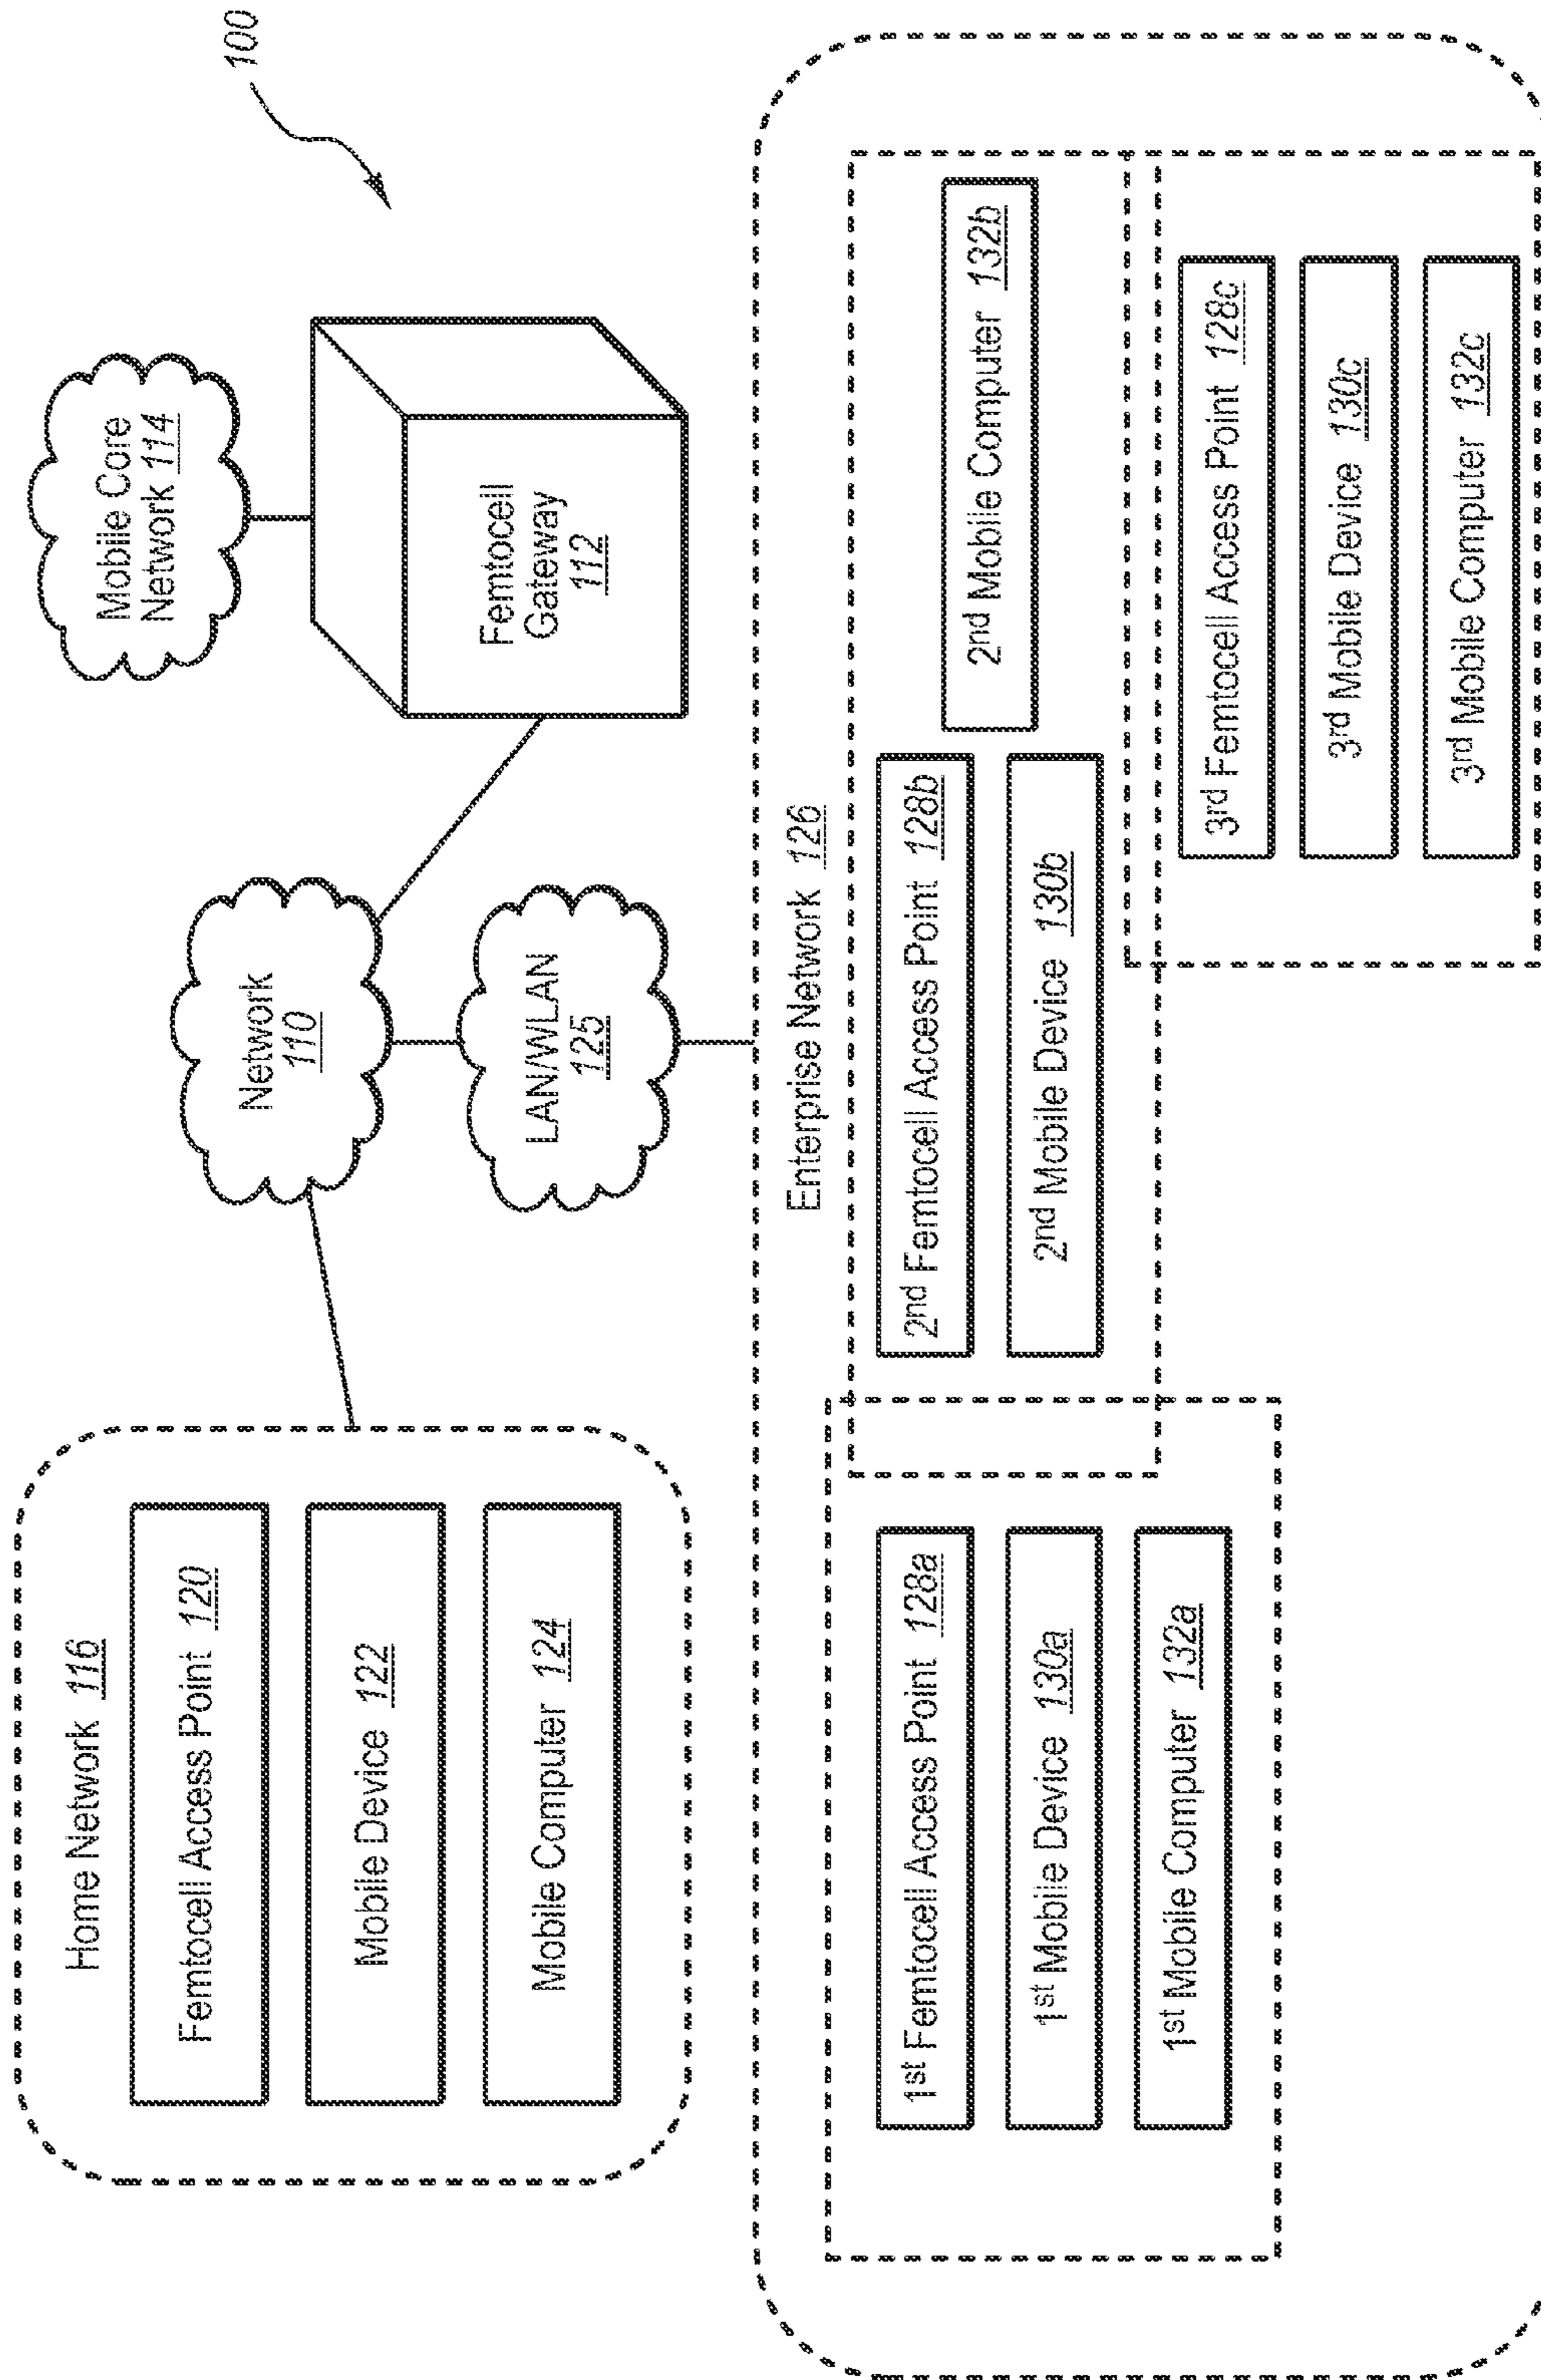 100
Home Network 116
Femtocell Access Point 120
Mobile Device 122
Mobile Computer 124
Network
110
LAN/WLAN
125
Mobile Core
Network 114
Femtocell
Gateway
112
Enterprise Network 126
1st Femtocell Access Point 128a
1st Mobile Device 130a
1st Mobile Computer 132a
2nd Femtocell Access Point 128b
2nd Mobile Device 130b
2nd Mobile Computer 132b
3rd Femtocell Access Point 128c
3rd Mobile Device 130c
3rd Mobile Computer 132c